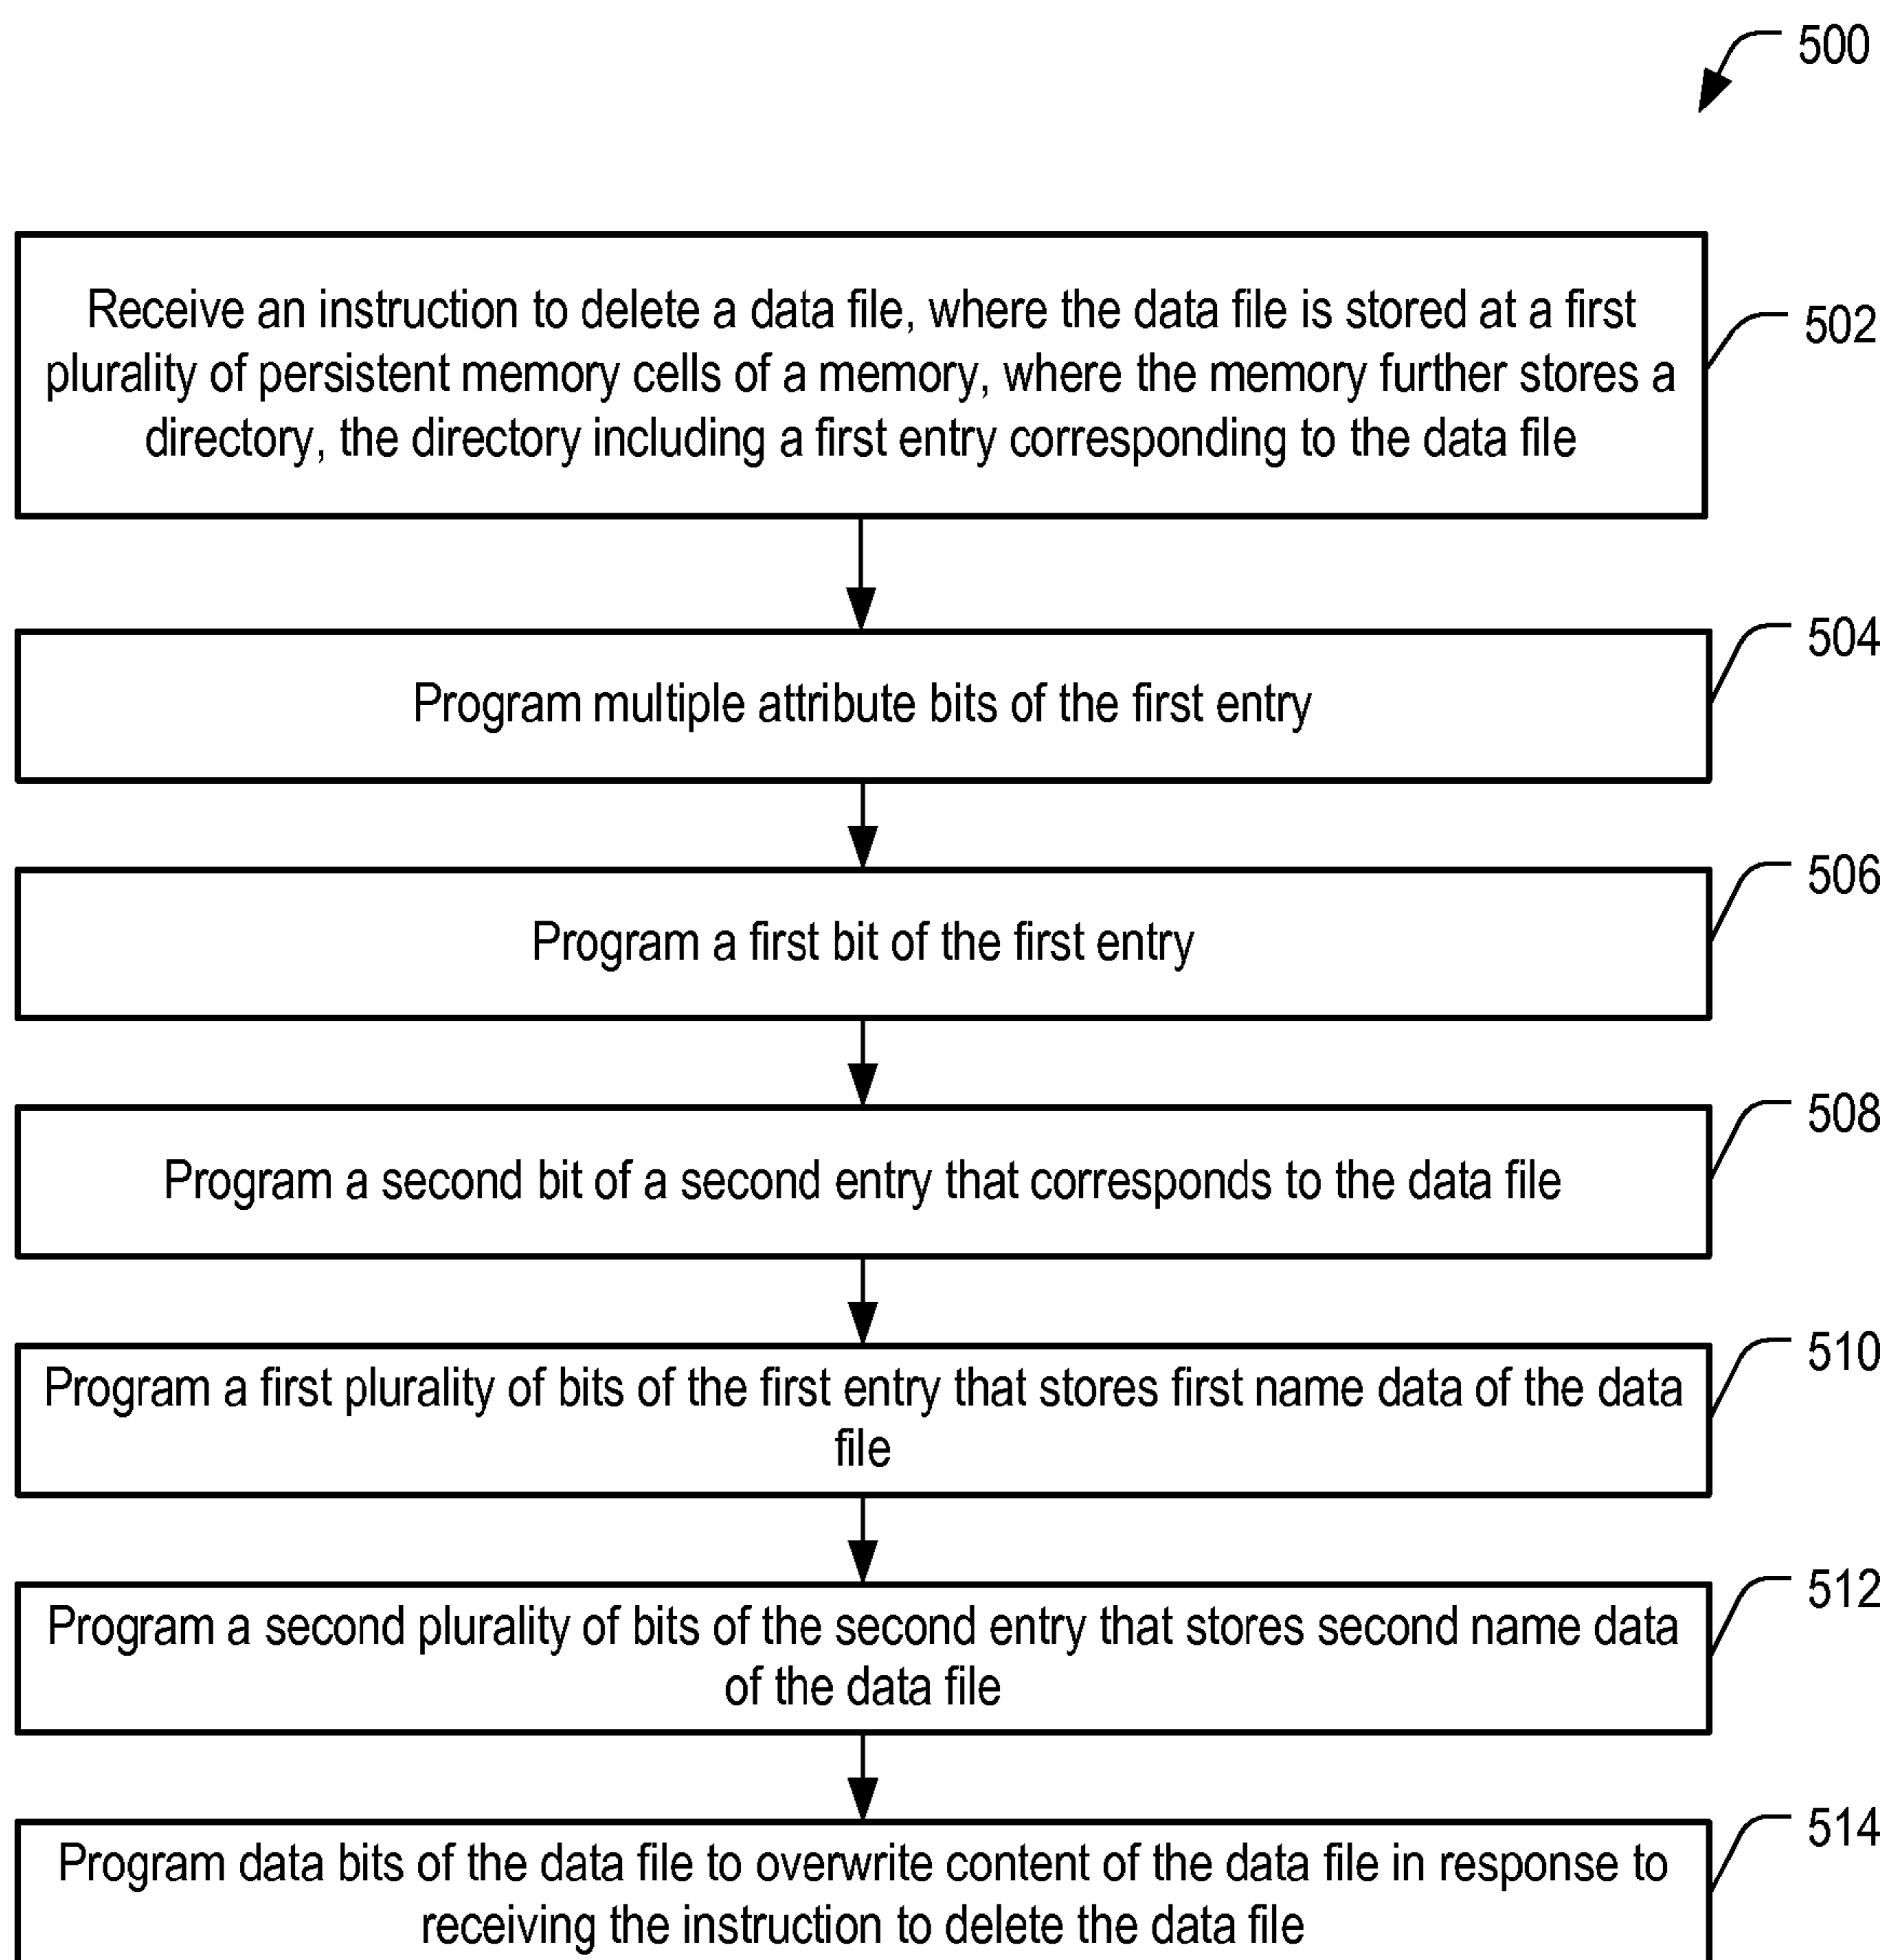 500
Receive an instruction to delete a data file, where the data file is stored at a first
plurality of persistent memory cells of a memory, where the memory further stores a
directory, the directory including a first entry corresponding to the data file
502
504
Program multiple attribute bits of the first entry
506
Program a first bit of the first entry
508
Program a second bit of a second entry that corresponds to the data file
510
Program a first plurality of bits of the first entry that stores first name data of the data
file
512
Program a second plurality of bits of the second entry that stores second name data
of the data file
514
Program data bits of the data file to overwrite content of the data file in response to
receiving the instruction to delete the data file